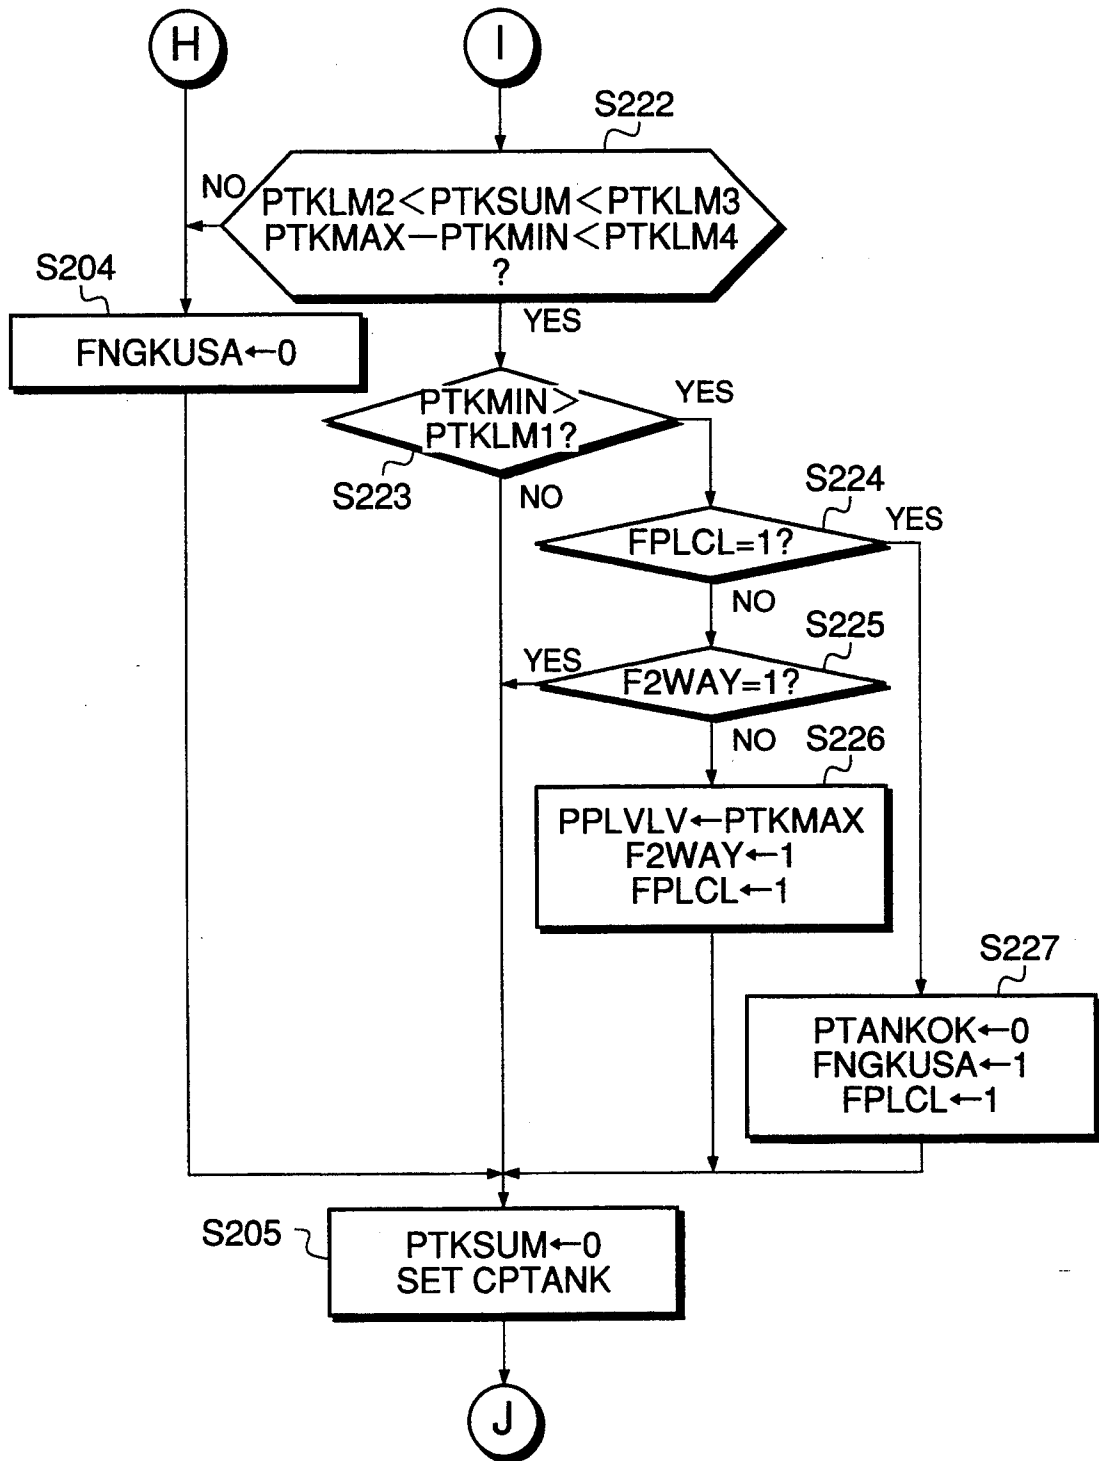 H
I
S222
NO
PTKLM2<PTKSUM<PTKLM3
PTKMAX−PTKMIN<PTKLM4
?
S204
YES
FNGKUSA←0
PTKMIN>
PTKLM1?
YES
S223
NO
S224
FPLCL=1?
YES
NO
S225
YES
F2WAY=1?
NO
S226
PPLVLV←PTKMAX
F2WAY←1
FPLCL←1
S227
PTANKOK←0
FNGKUSA←1
FPLCL←1
S205
PTKSUM←0
SET CPTANK
J